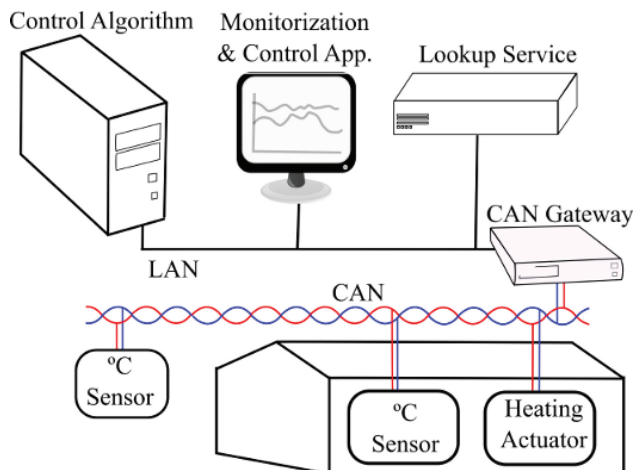 Control Algorithm
Monitorization
& Control App.
Lookup Service
CAN Gateway
LAN
CAN
ºC
Sensor
ºC
Sensor
Heating
Actuator